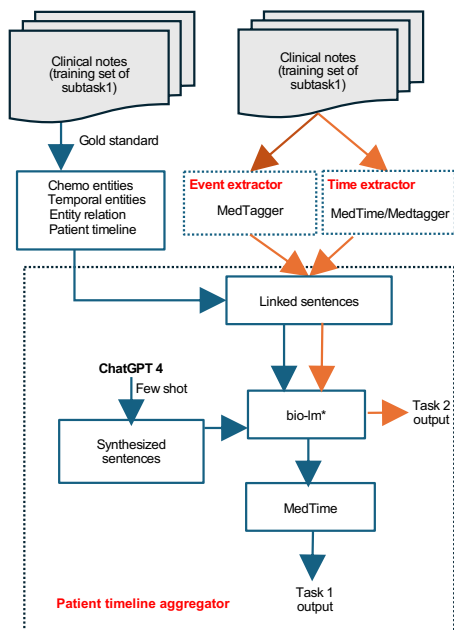 Clinical notes
(training set of
subtask1)
Clinical notes
(training set of
subtask1)
Gold standard
Chemo entities
Temporal entities
Entity relation
Patient timeline
Event extractor
MedTagger
Time extractor
MedTime/Medtagger
Linked sentences
ChatGPT 4
Few shot
Synthesized
sentences
bio-lm*
Task 2
output
MedTime
Task 1
output
Patient timeline aggregator